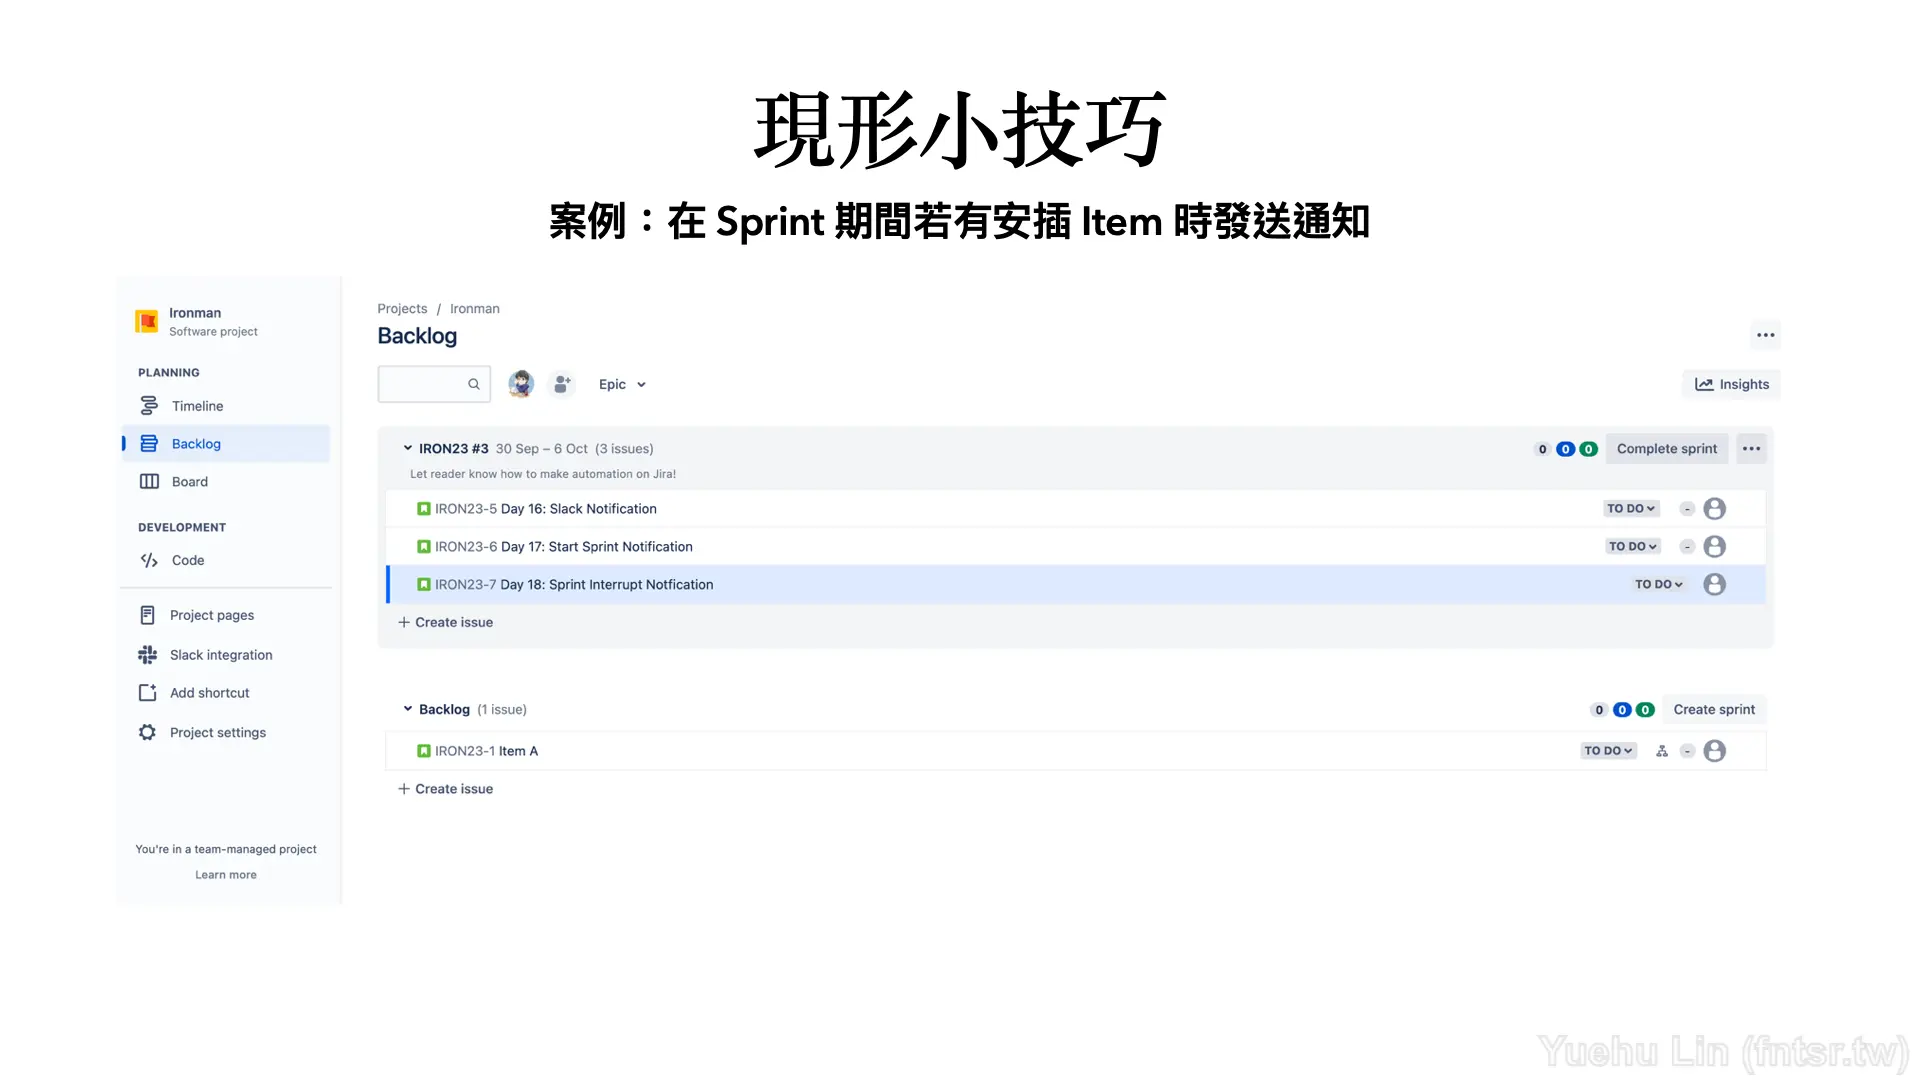 現形小技巧
案例：在 Sprint 期間若有安插 Item 時發送通知
Ironman
Software project
PLANNING
Timeline
Backlog
Board
DEVELOPMENT
Code
Project pages
Slack integration
Add shortcut
Project settings
You're in a team-managed project
Learn more
Projects / Ironman
Backlog
Epic
Insights
IRON23 #3 30 Sep – 6 Oct (3 issues) 0 0 0 Complete sprint
Let reader know how to make automation on Jira!
IRON23-5 Day 16: Slack Notification TO DO -
IRON23-6 Day 17: Start Sprint Notification TO DO -
IRON23-7 Day 18: Sprint Interrupt Notfication TO DO
+ Create issue
Backlog (1 issue) 0 0 0 Create sprint
IRON23-1 Item A TO DO -
+ Create issue
Yuehu Lin (fntsr.tw)